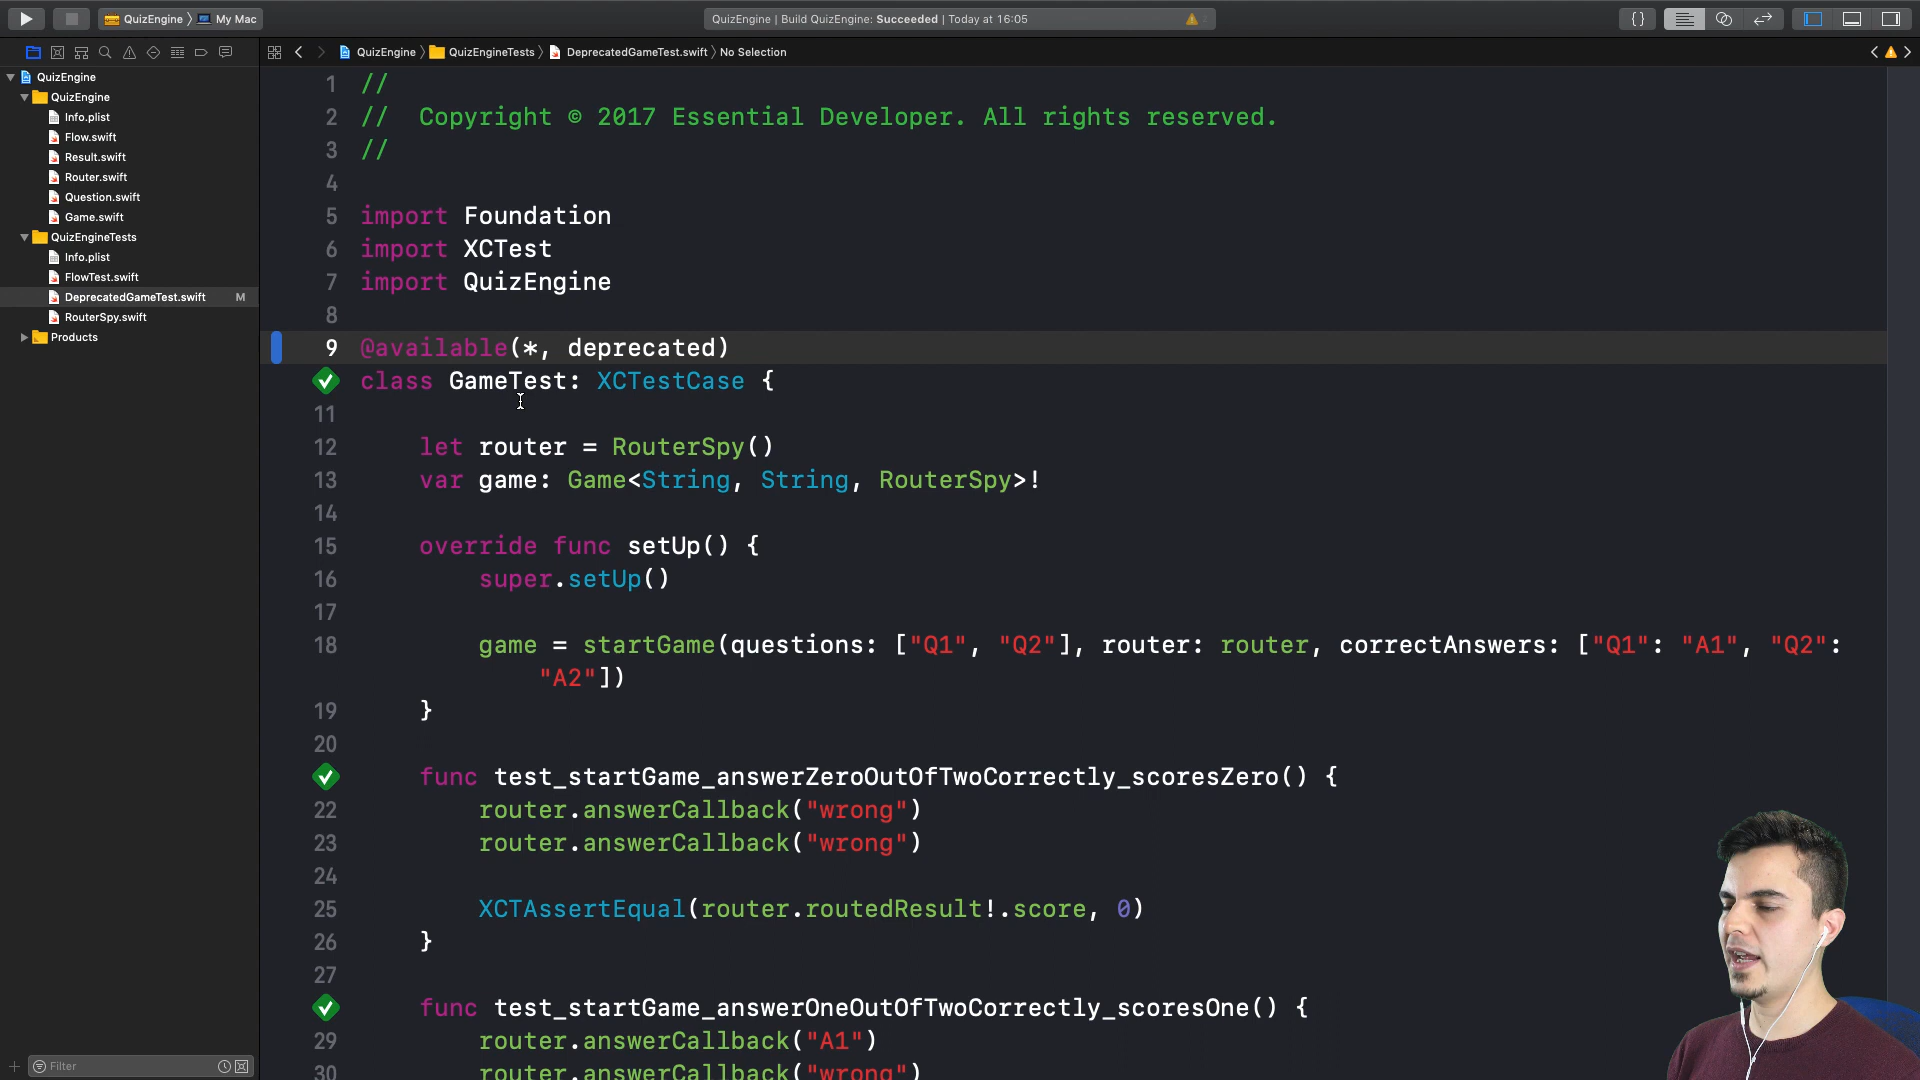 QuizEngine 〉 My Mac
QuizEngine | Build QuizEngine: Succeeded | Today at 16:05
{}
QuizEngine 〉 QuizEngineTests 〉 DeprecatedGameTest.swift 〉 No Selection
QuizEngine
QuizEngine
Info.plist
Flow.swift
Result.swift
Router.swift
Question.swift
Game.swift
QuizEngineTests
Info.plist
FlowTest.swift
DeprecatedGameTest.swift M
RouterSpy.swift
Products
Filter
1 //
2 //  Copyright © 2017 Essential Developer. All rights reserved.
3 //
4
5 import Foundation
6 import XCTest
7 import QuizEngine
8
9 @available(*, deprecated)
class GameTest: XCTestCase {
11
12 let router = RouterSpy()
13 var game: Game<String, String, RouterSpy>!
14
15 override func setUp() {
16 super.setUp()
17
18 game = startGame(questions: ["Q1", "Q2"], router: router, correctAnswers: ["Q1": "A1", "Q2":
"A2"])
19 }
20
func test_startGame_answerZeroOutOfTwoCorrectly_scoresZero() {
22 router.answerCallback("wrong")
23 router.answerCallback("wrong")
24
25 XCTAssertEqual(router.routedResult!.score, 0)
26 }
27
func test_startGame_answerOneOutOfTwoCorrectly_scoresOne() {
29 router.answerCallback("A1")
30 router.answerCallback("wrong")